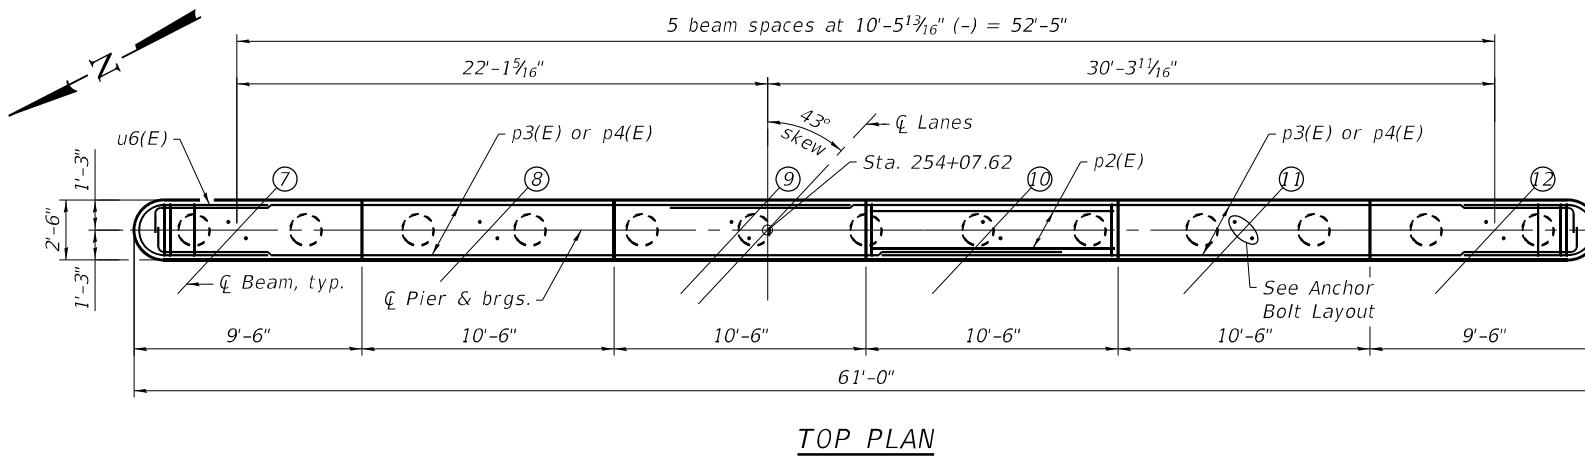 5 beam spaces at 10'-5 13/16" (-) = 52'-5"
22'-1 5/16"
30'-3 11/16"
N
43°
skew
℄ Lanes
Sta. 254+07.62
u6(E)
p3(E) or p4(E)
p2(E)
p3(E) or p4(E)
7
8
9
10
11
12
1'-3"
2'-6"
1'-3"
℄ Beam, typ.
℄ Pier & brgs.
See Anchor
Bolt Layout
9'-6"
10'-6"
10'-6"
10'-6"
10'-6"
9'-6"
61'-0"
TOP PLAN